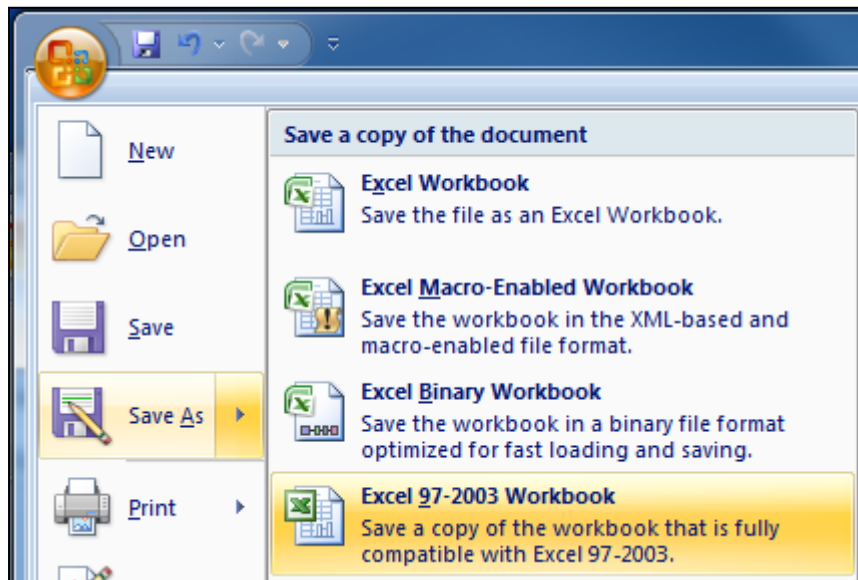 New
Open
Save
Save As
Print
Save a copy of the document
Excel Workbook
Save the file as an Excel Workbook.
Excel Macro-Enabled Workbook
Save the workbook in the XML-based and
macro-enabled file format.
Excel Binary Workbook
Save the workbook in a binary file format
optimized for fast loading and saving.
Excel 97-2003 Workbook
Save a copy of the workbook that is fully
compatible with Excel 97-2003.